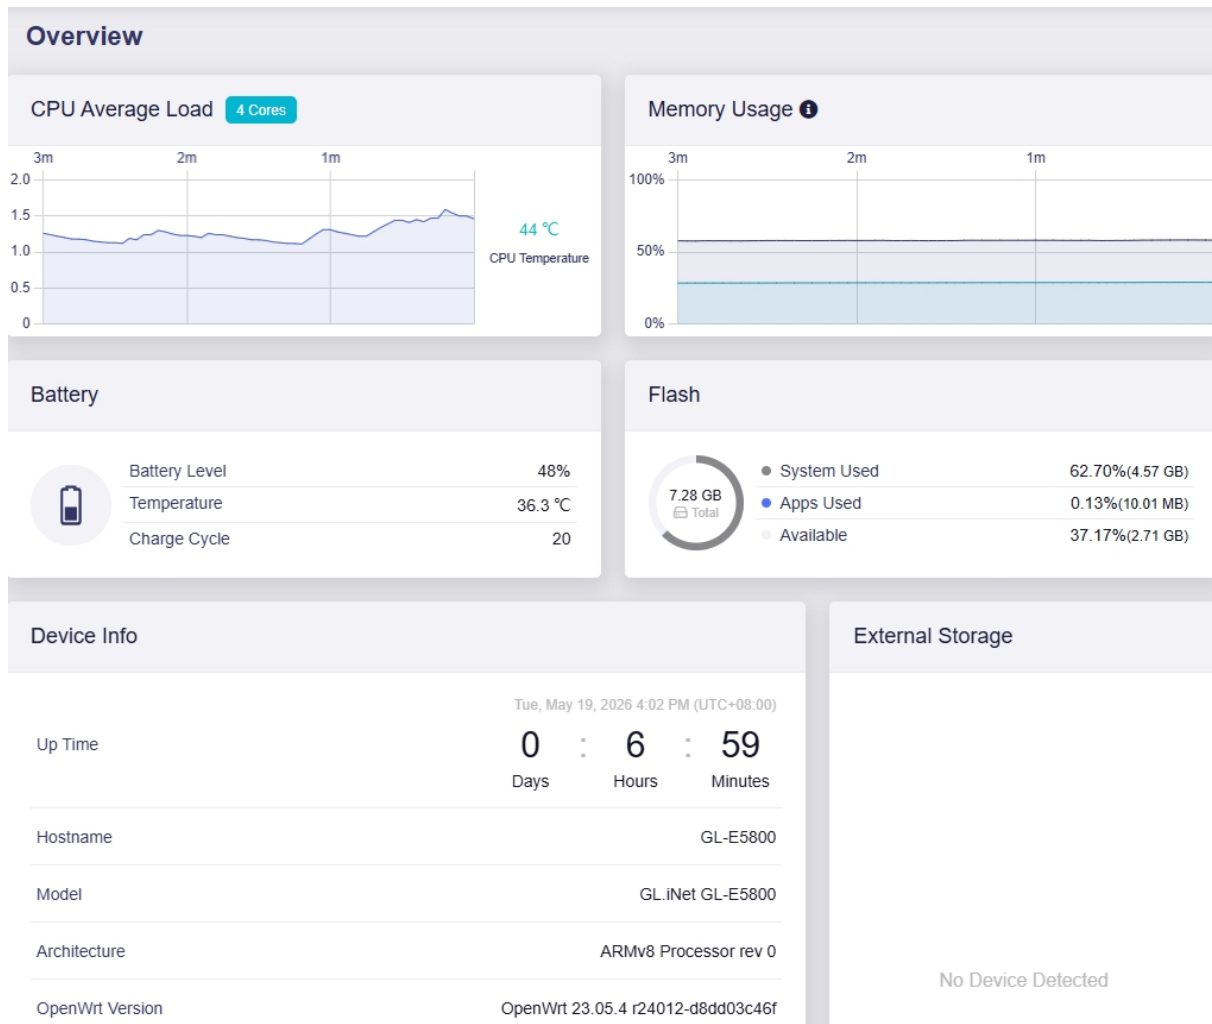 Overview
CPU Average Load 4 Cores
3m 2m 1m
2.0
1.5
1.0
0.5
0
44 ℃
CPU Temperature
Memory Usage
3m 2m 1m
100%
50%
0%
Battery
Battery Level 48%
Temperature 36.3 ℃
Charge Cycle 20
Flash
7.28 GB
Total
System Used 62.70%(4.57 GB)
Apps Used 0.13%(10.01 MB)
Available 37.17%(2.71 GB)
Device Info
Tue, May 19, 2026 4:02 PM (UTC+08:00)
Up Time 0 : 6 : 59
Days Hours Minutes
Hostname GL-E5800
Model GL.iNet GL-E5800
Architecture ARMv8 Processor rev 0
OpenWrt Version OpenWrt 23.05.4 r24012-d8dd03c46f
External Storage
No Device Detected